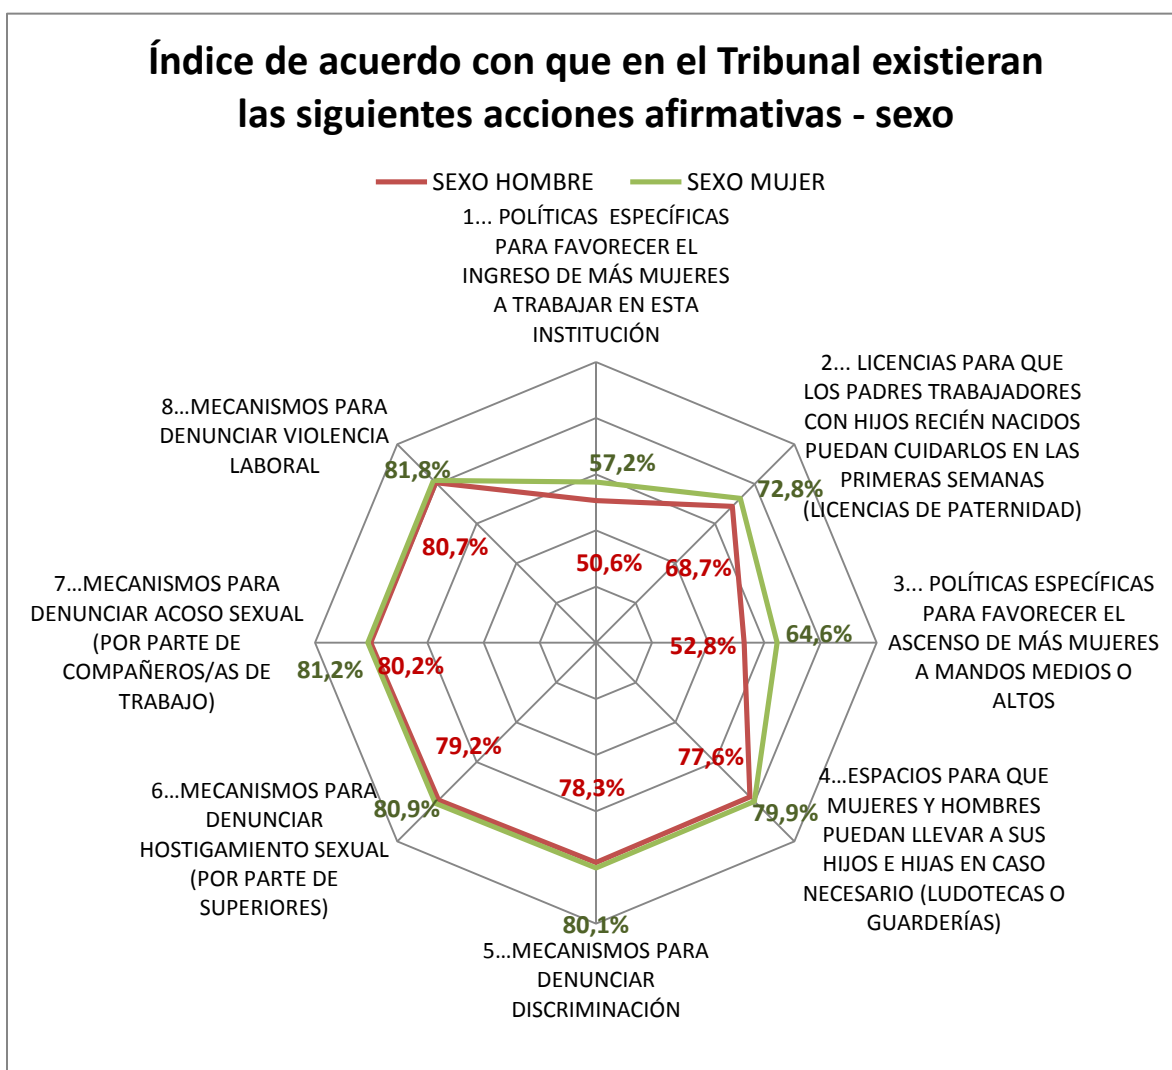 Índice de acuerdo con que en el Tribunal existieran
las siguientes acciones afirmativas - sexo
SEXO HOMBRE
SEXO MUJER
1... POLÍTICAS  ESPECÍFICAS
PARA FAVORECER EL
INGRESO DE MÁS MUJERES
A TRABAJAR EN ESTA
INSTITUCIÓN
2... LICENCIAS PARA QUE
LOS PADRES TRABAJADORES
CON HIJOS RECIÉN NACIDOS
PUEDAN CUIDARLOS EN LAS
PRIMERAS SEMANAS
(LICENCIAS DE PATERNIDAD)
3... POLÍTICAS ESPECÍFICAS
PARA FAVORECER EL
ASCENSO DE MÁS MUJERES
A MANDOS MEDIOS O
ALTOS
4...ESPACIOS PARA QUE
MUJERES Y HOMBRES
PUEDAN LLEVAR A SUS
HIJOS E HIJAS EN CASO
NECESARIO (LUDOTECAS O
GUARDERÍAS)
5...MECANISMOS PARA
DENUNCIAR
DISCRIMINACIÓN
6...MECANISMOS PARA
DENUNCIAR
HOSTIGAMIENTO SEXUAL
(POR PARTE DE
SUPERIORES)
7...MECANISMOS PARA
DENUNCIAR ACOSO SEXUAL
(POR PARTE DE
COMPAÑEROS/AS DE
TRABAJO)
8...MECANISMOS PARA
DENUNCIAR VIOLENCIA
LABORAL
57,2%
72,8%
64,6%
79,9%
80,1%
80,9%
81,2%
81,8%
50,6%
68,7%
52,8%
77,6%
78,3%
79,2%
80,2%
80,7%